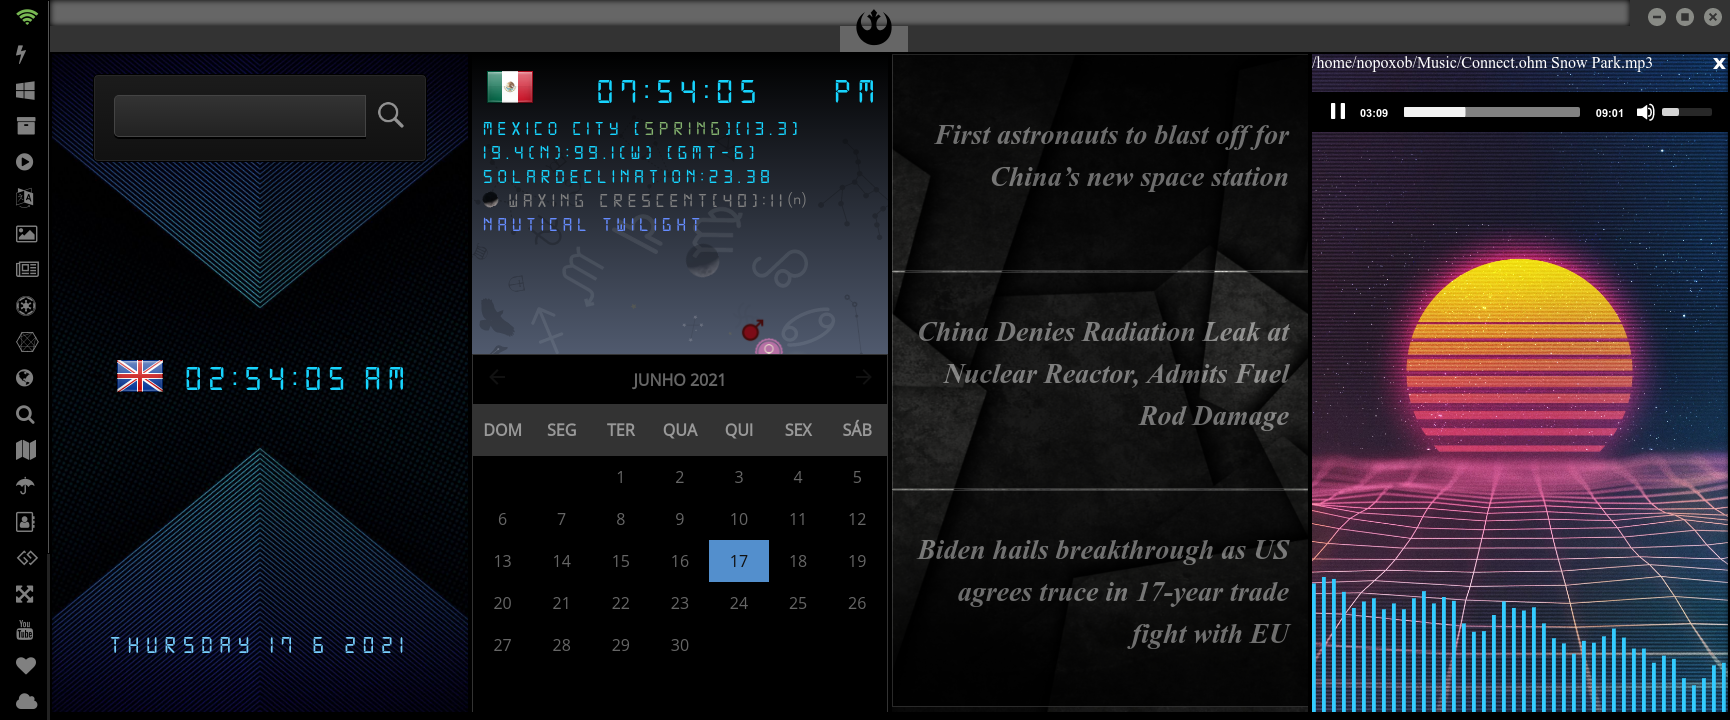 02:54:05 AM
THURSDAY 17 6 2021
07:54:05 PM
MEXICO CITY (SPRING)(13.3)
19.4(N):99.1(W) (GMT-6)
SOLARDECLINATION:23.38
WAXING CRESCENT(40):11(n)
NAUTICAL TWILIGHT
JUNHO 2021
DOM SEG TER QUA QUI SEX SÁB
1 2 3 4 5
6 7 8 9 10 11 12
13 14 15 16 17 18 19
20 21 22 23 24 25 26
27 28 29 30
First astronauts to blast off for
China’s new space station
China Denies Radiation Leak at
Nuclear Reactor, Admits Fuel
Rod Damage
Biden hails breakthrough as US
agrees truce in 17-year trade
fight with EU
/home/nopoxob/Music/Connect.ohm Snow Park.mp3 x
03:09 09:01
You
Tube